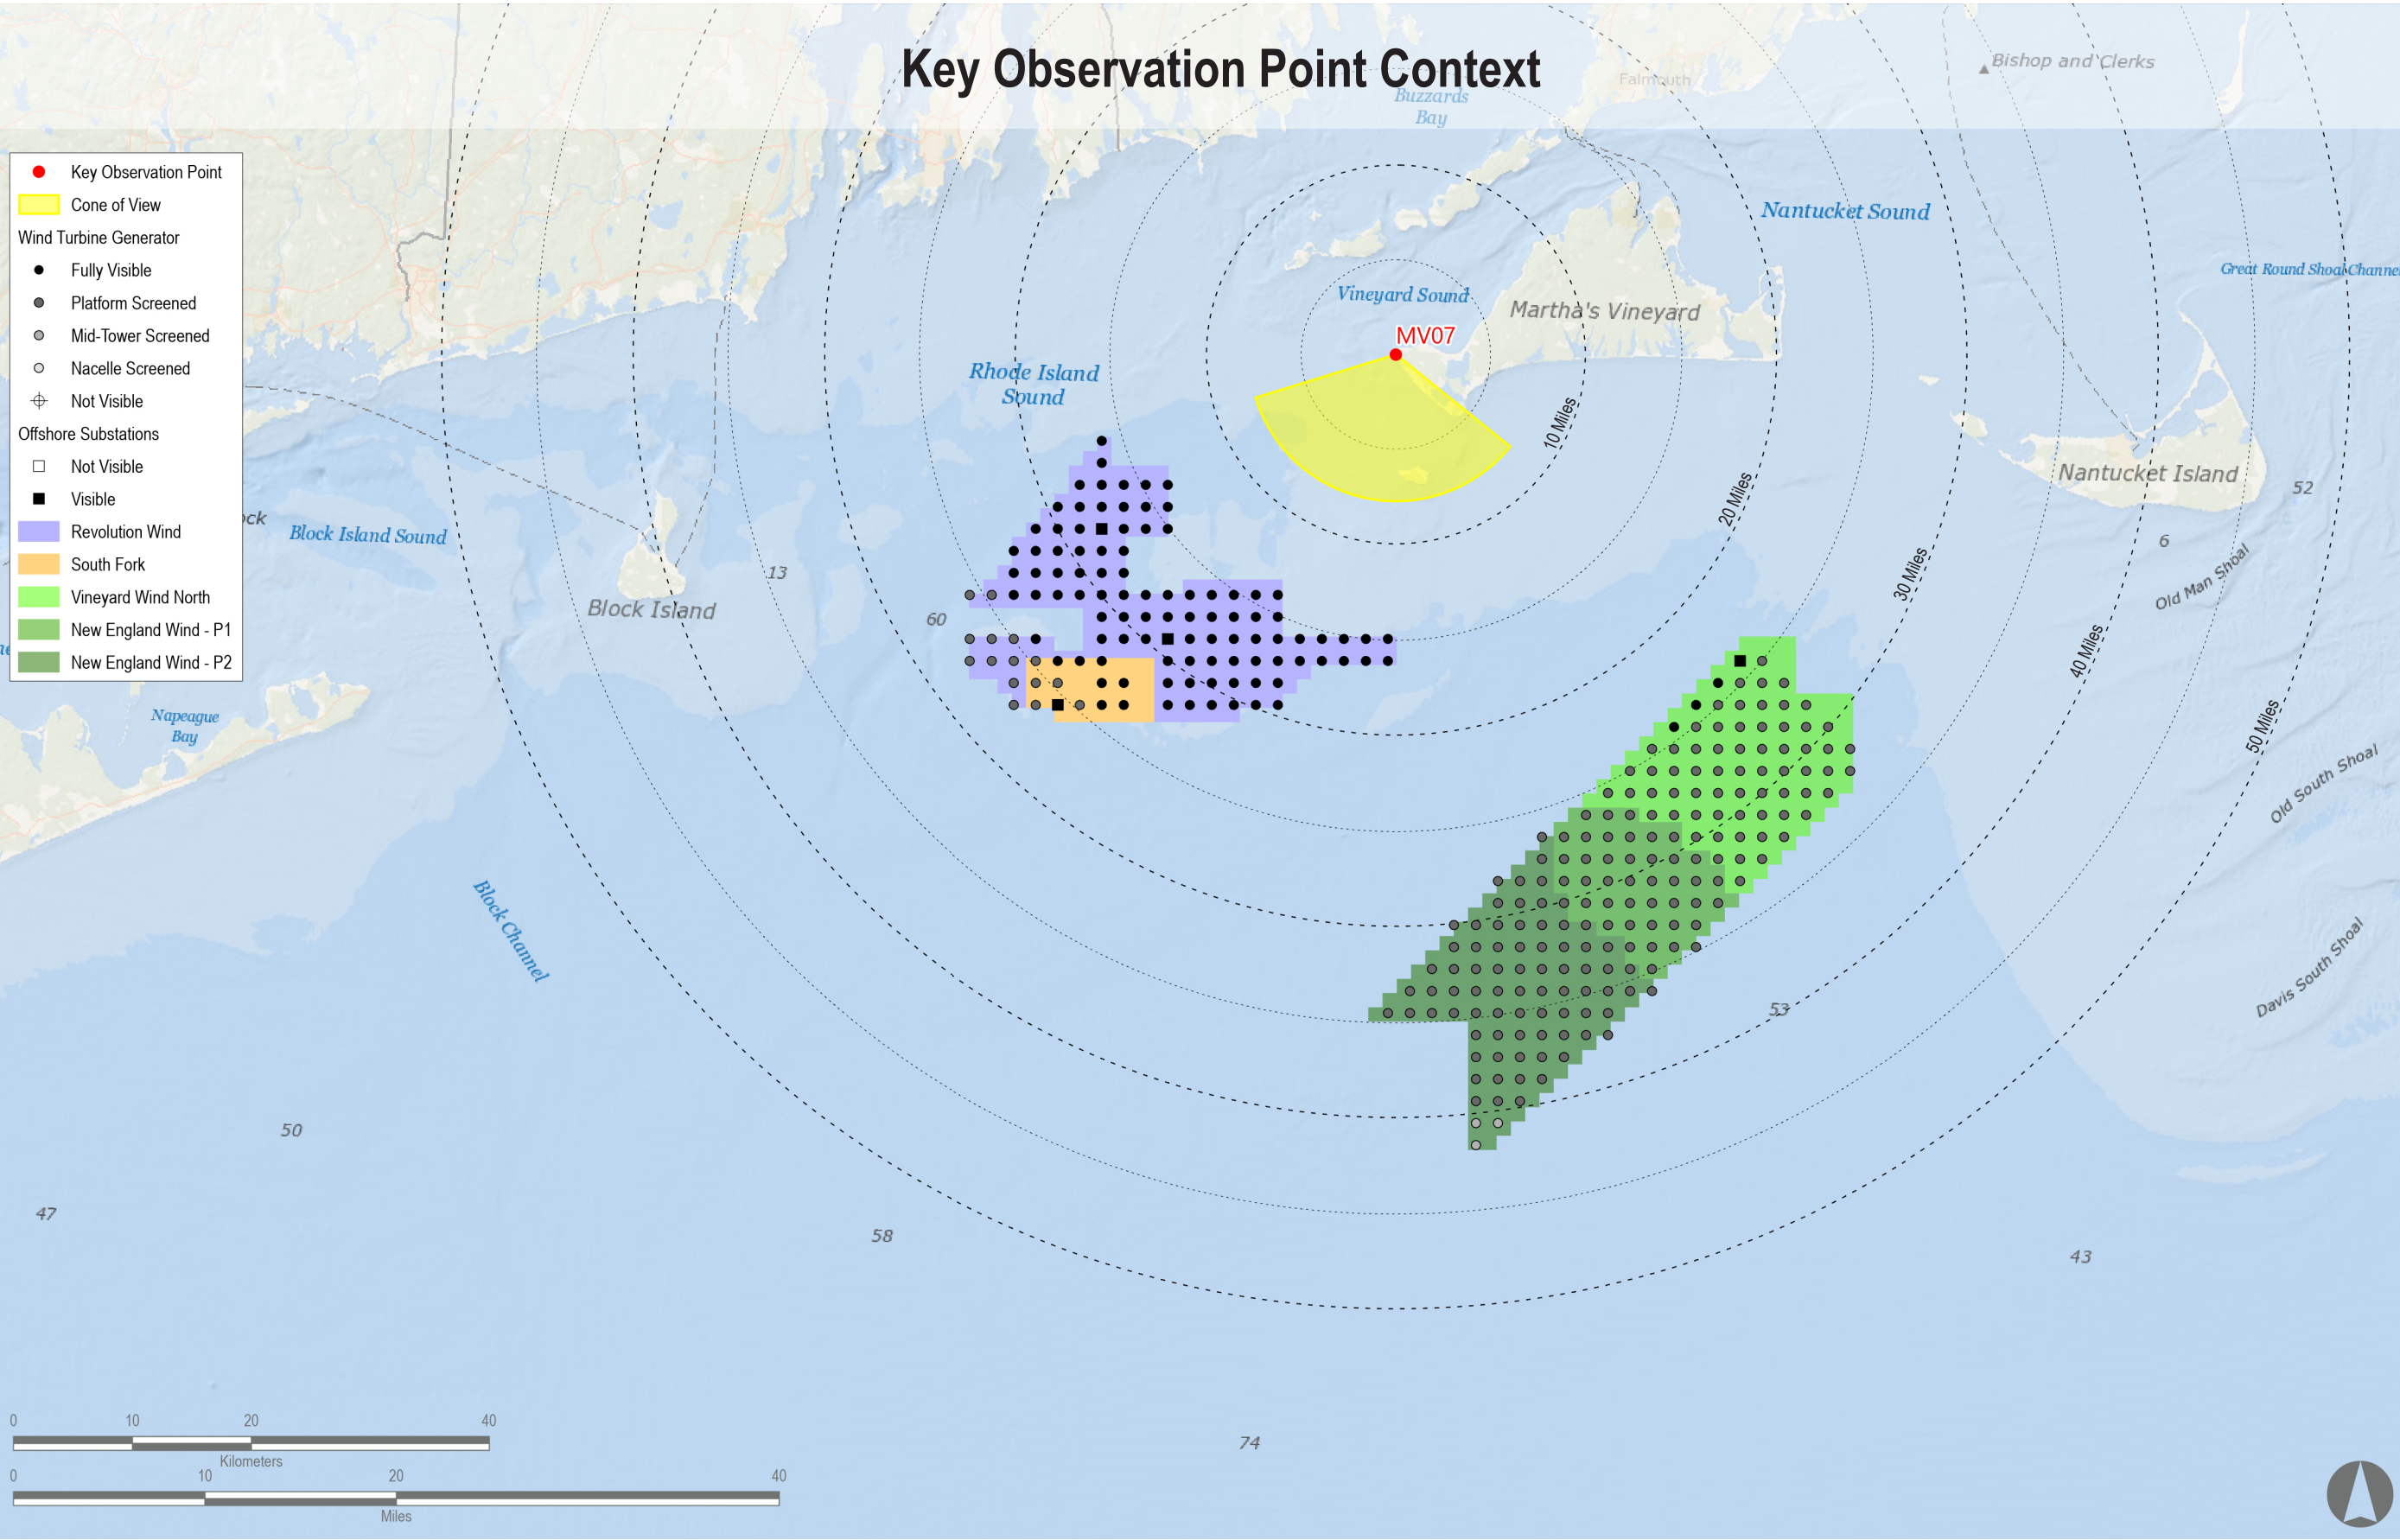 Key Observation Point Context
Bishop and Clerks
Falmouth
Buzzards
Bay
Nantucket Sound
Great Round Shoal Channel
Vineyard Sound
Martha's Vineyard
MV07
Rhode Island
Sound
10 Miles
20 Miles
30 Miles
40 Miles
50 Miles
Nantucket Island
52
6
Old Man Shoal
Old South Shoal
Davis South Shoal
Key Observation Point
Cone of View
Wind Turbine Generator
Fully Visible
Platform Screened
Mid-Tower Screened
Nacelle Screened
Not Visible
Offshore Substations
Not Visible
Visible
Revolution Wind
South Fork
Vineyard Wind North
New England Wind - P1
New England Wind - P2
ock
Block Island Sound
13
Block Island
60
Napeague
Bay
Block Channel
53
50
47
58
43
74
0 10 20 40
Kilometers
0 10 20 40
Miles